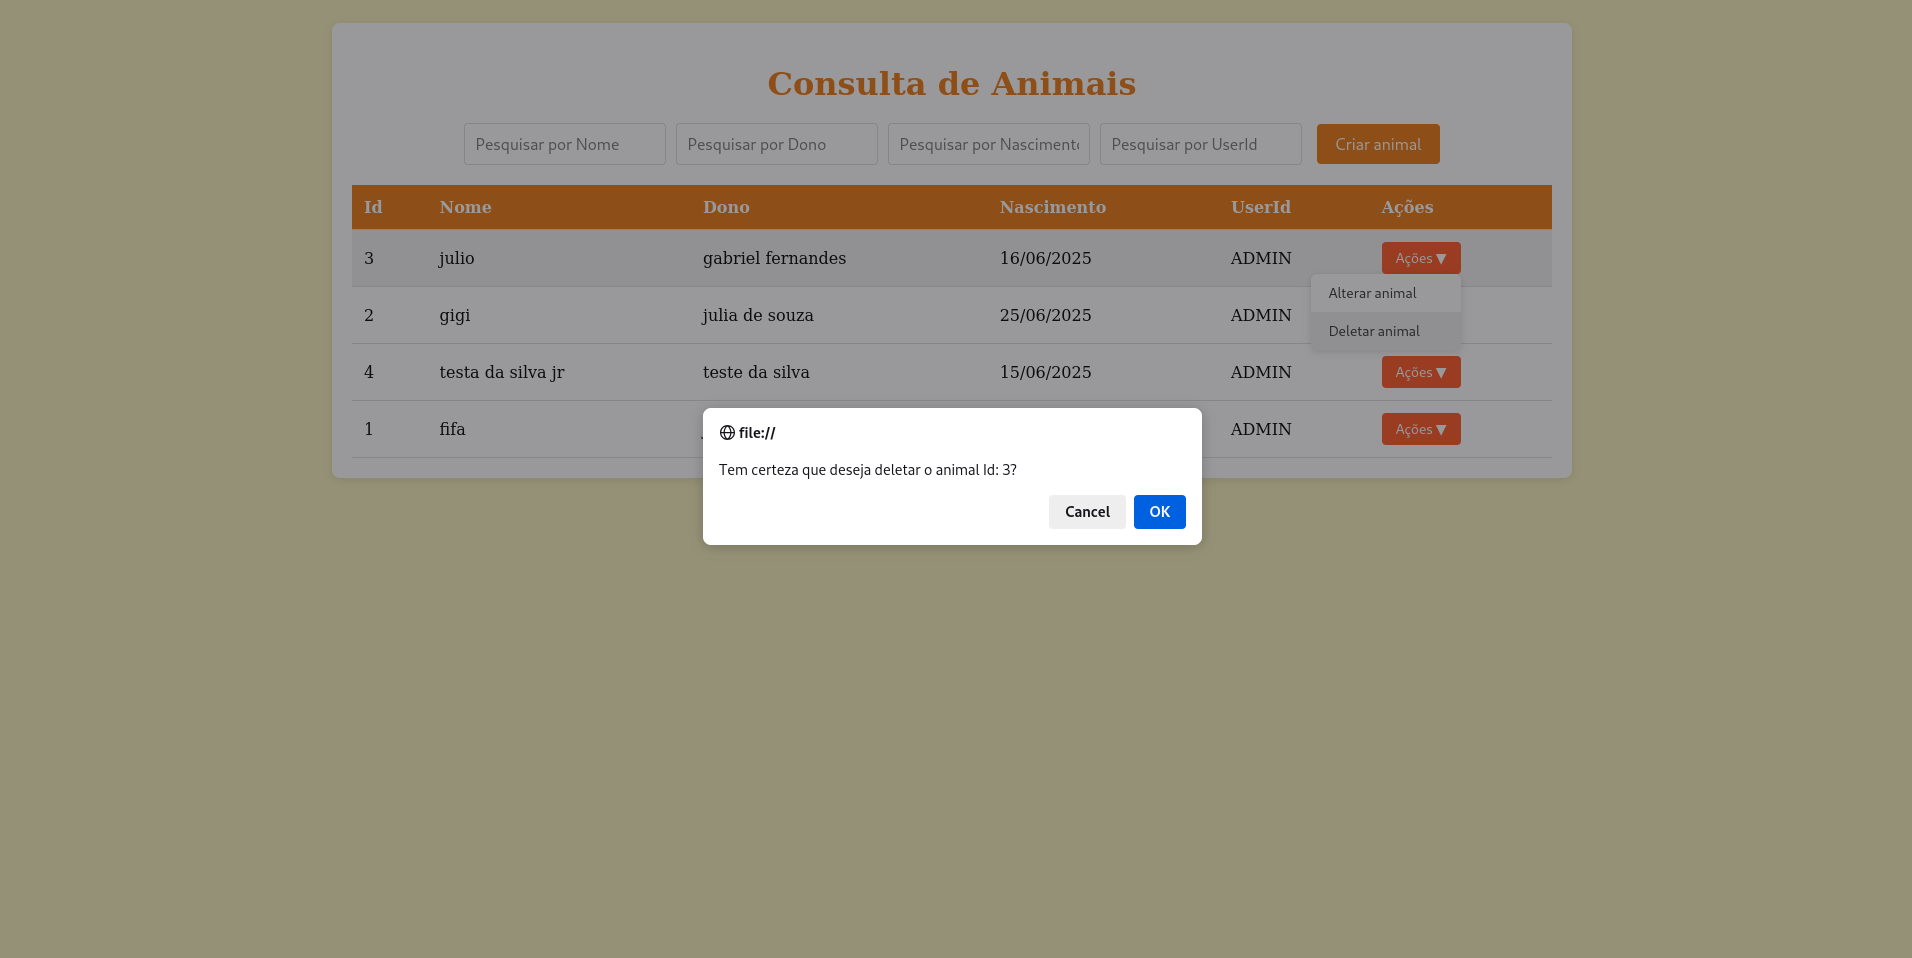 Consulta de Animais
Pesquisar por Nome Pesquisar por Dono Pesquisar por Nascimento Pesquisar por UserId Criar animal
Id Nome Dono Nascimento UserId Ações
3 julio gabriel fernandes 16/06/2025 ADMIN Ações ▼
Alterar animal
2 gigi julia de souza 25/06/2025 ADMIN
Deletar animal
4 testa da silva jr teste da silva 15/06/2025 ADMIN Ações ▼
1 fifa ADMIN Ações ▼
file://
Tem certeza que deseja deletar o animal Id: 3?
Cancel OK